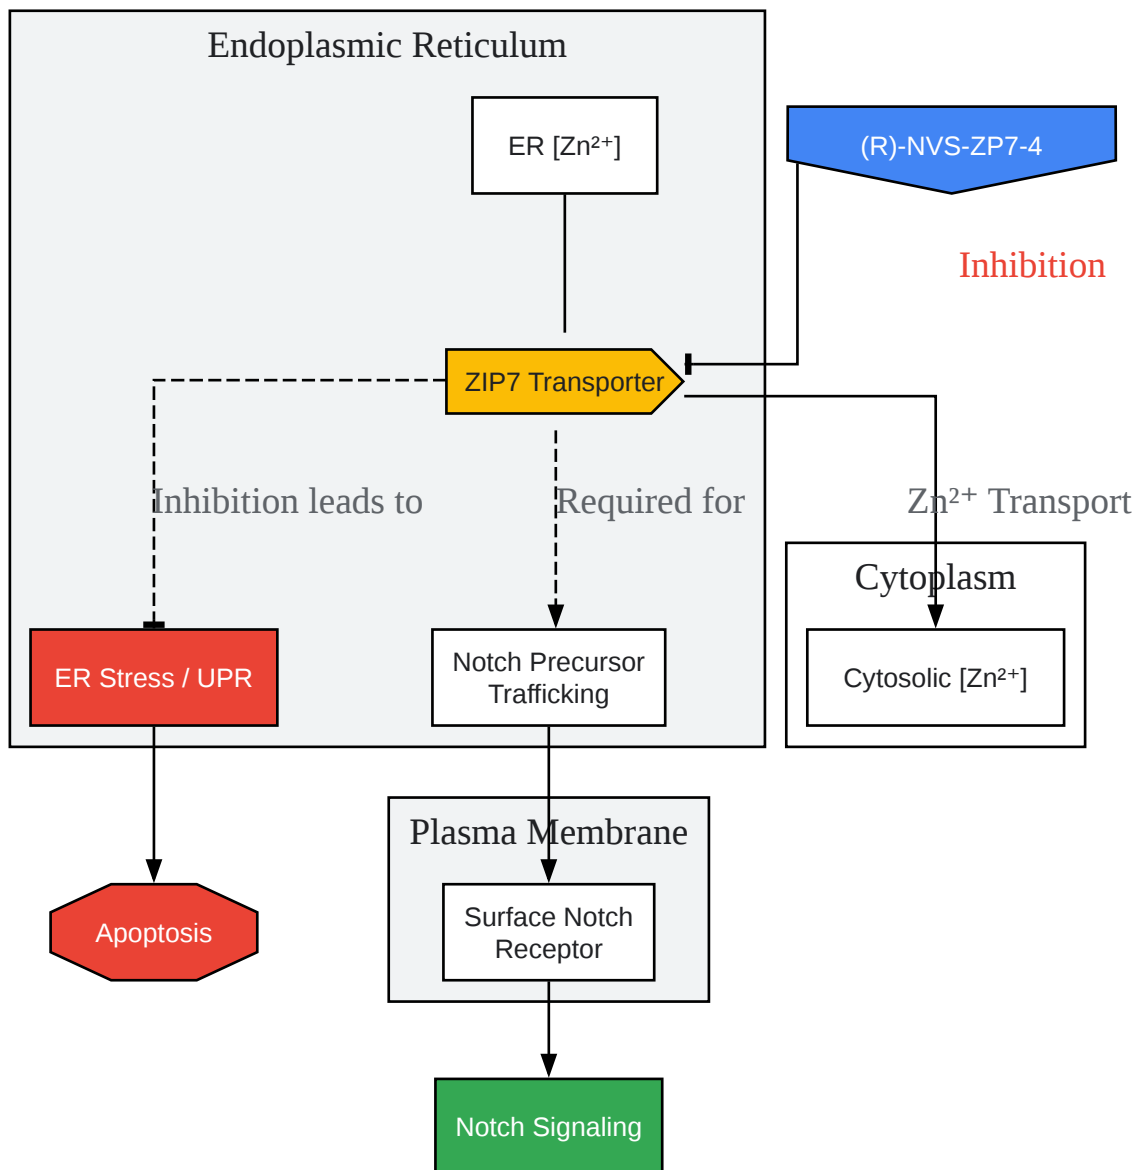 Endoplasmic Reticulum
ER [Zn²⁺]
(R)-NVS-ZP7-4
Inhibition
ZIP7 Transporter
Inhibition leads to
Required for
Zn²⁺ Transport
Cytoplasm
ER Stress / UPR
Notch Precursor
Trafficking
Cytosolic [Zn²⁺]
Plasma Membrane
Apoptosis
Surface Notch
Receptor
Notch Signaling